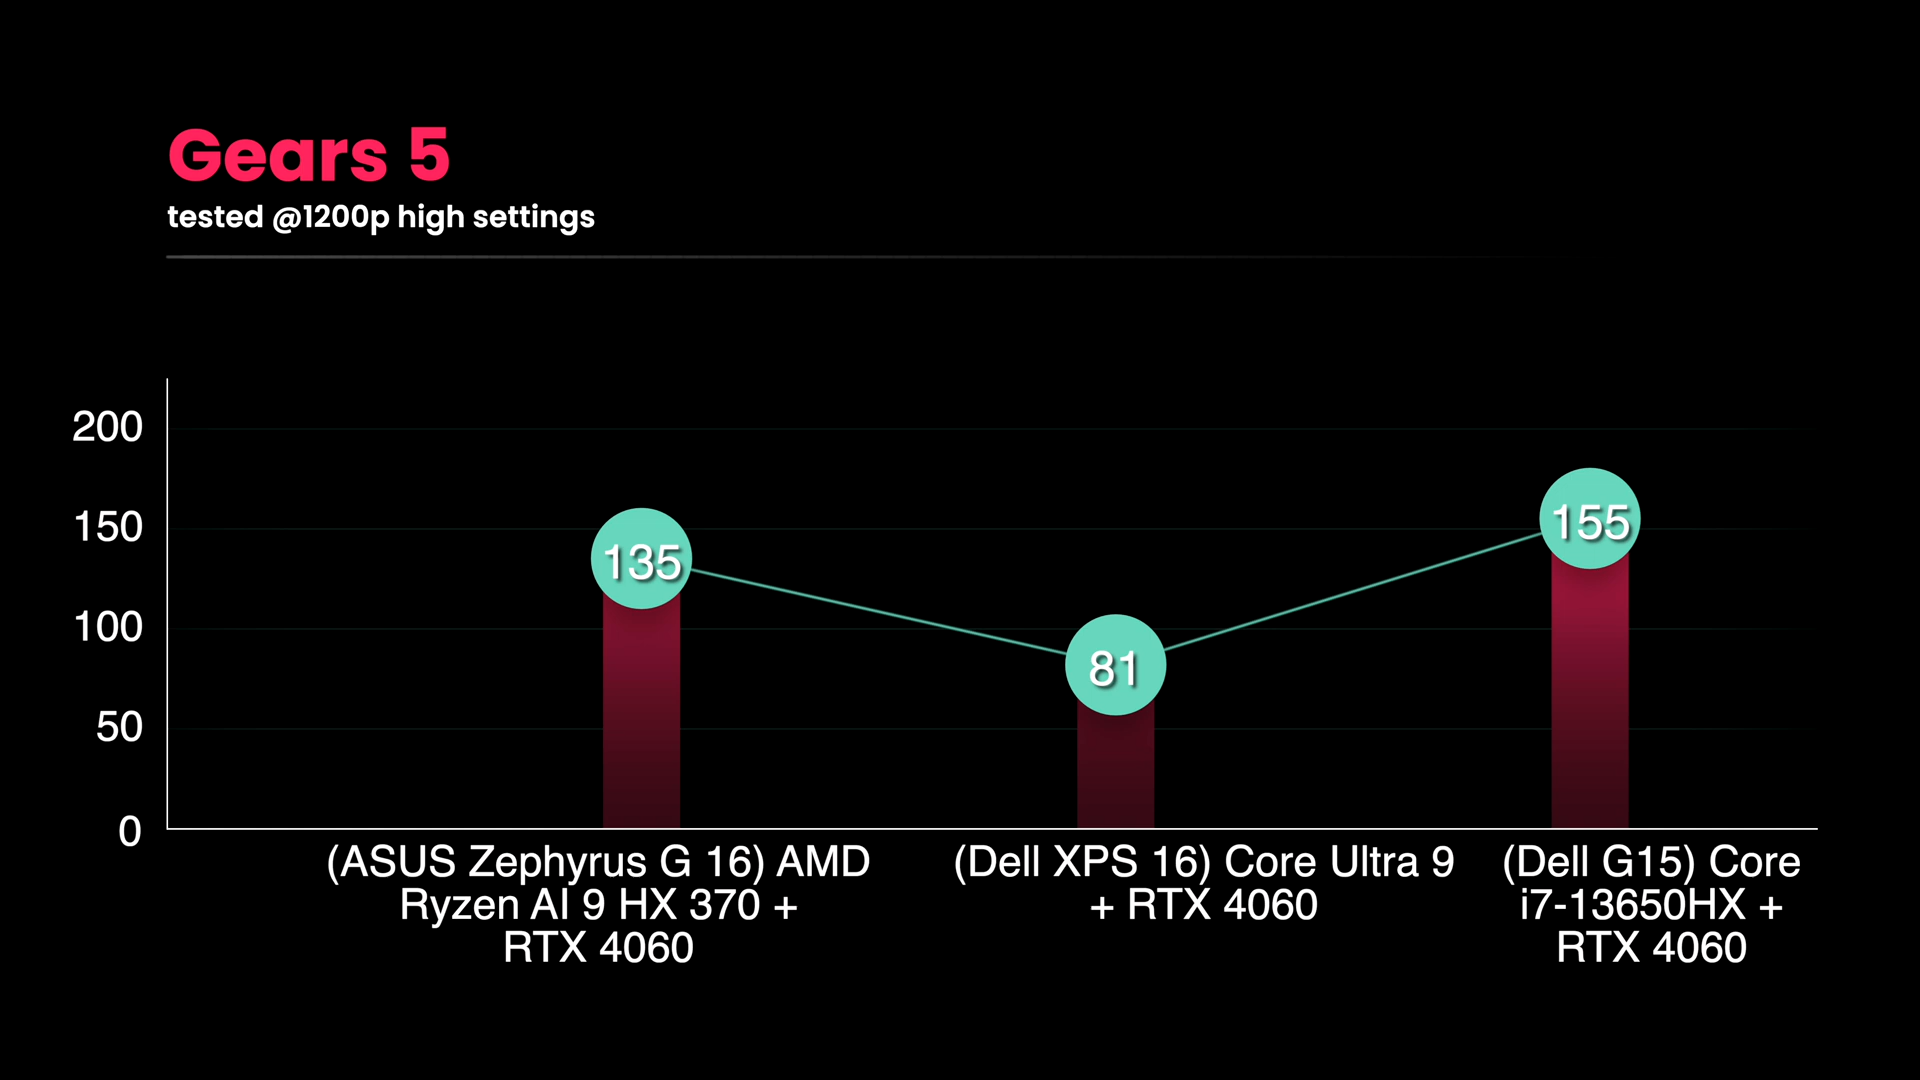 Gears 5
tested @1200p high settings
200
150
100
50
0
135
81
155
(ASUS Zephyrus G 16) AMD
Ryzen AI 9 HX 370 +
RTX 4060
(Dell XPS 16) Core Ultra 9
+ RTX 4060
(Dell G15) Core
i7-13650HX +
RTX 4060